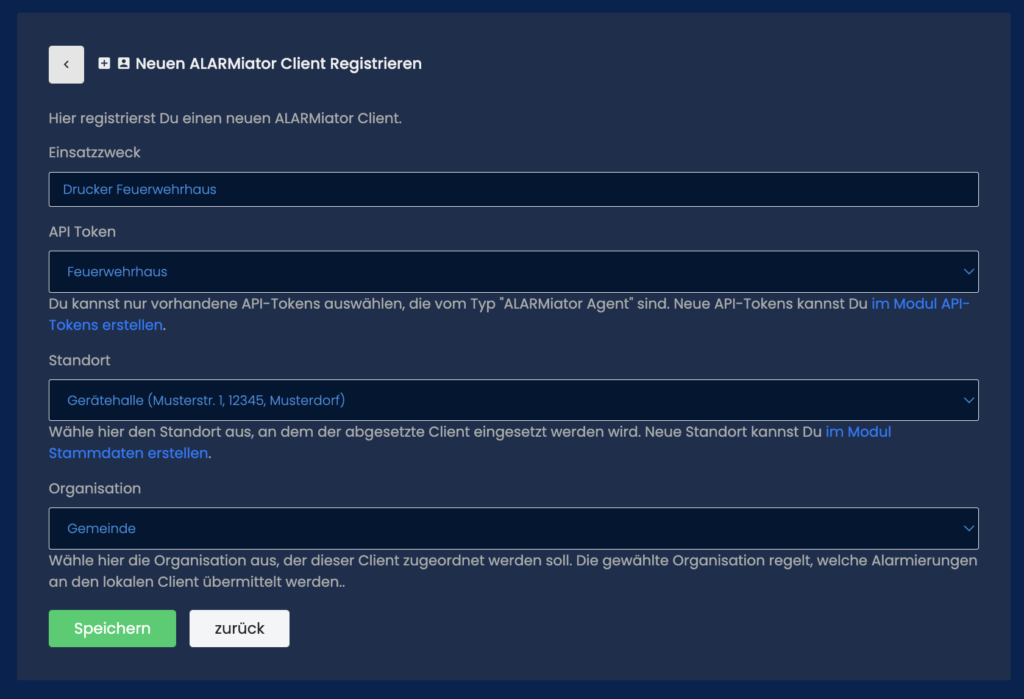 Neuen ALARMiator Client Registrieren
Hier registrierst Du einen neuen ALARMiator Client.
Einsatzzweck
Drucker Feuerwehrhaus
API Token
Feuerwehrhaus
Du kannst nur vorhandene API-Tokens auswählen, die vom Typ "ALARMiator Agent" sind. Neue API-Tokens kannst Du im Modul API-
Tokens erstellen.
Standort
Gerätehalle (Musterstr. 1, 12345, Musterdorf)
Wähle hier den Standort aus, an dem der abgesetzte Client eingesetzt werden wird. Neue Standort kannst Du im Modul
Stammdaten erstellen.
Organisation
Gemeinde
Wähle hier die Organisation aus, der dieser Client zugeordnet werden soll. Die gewählte Organisation regelt, welche Alarmierungen
an den lokalen Client übermittelt werden..
Speichern zurück